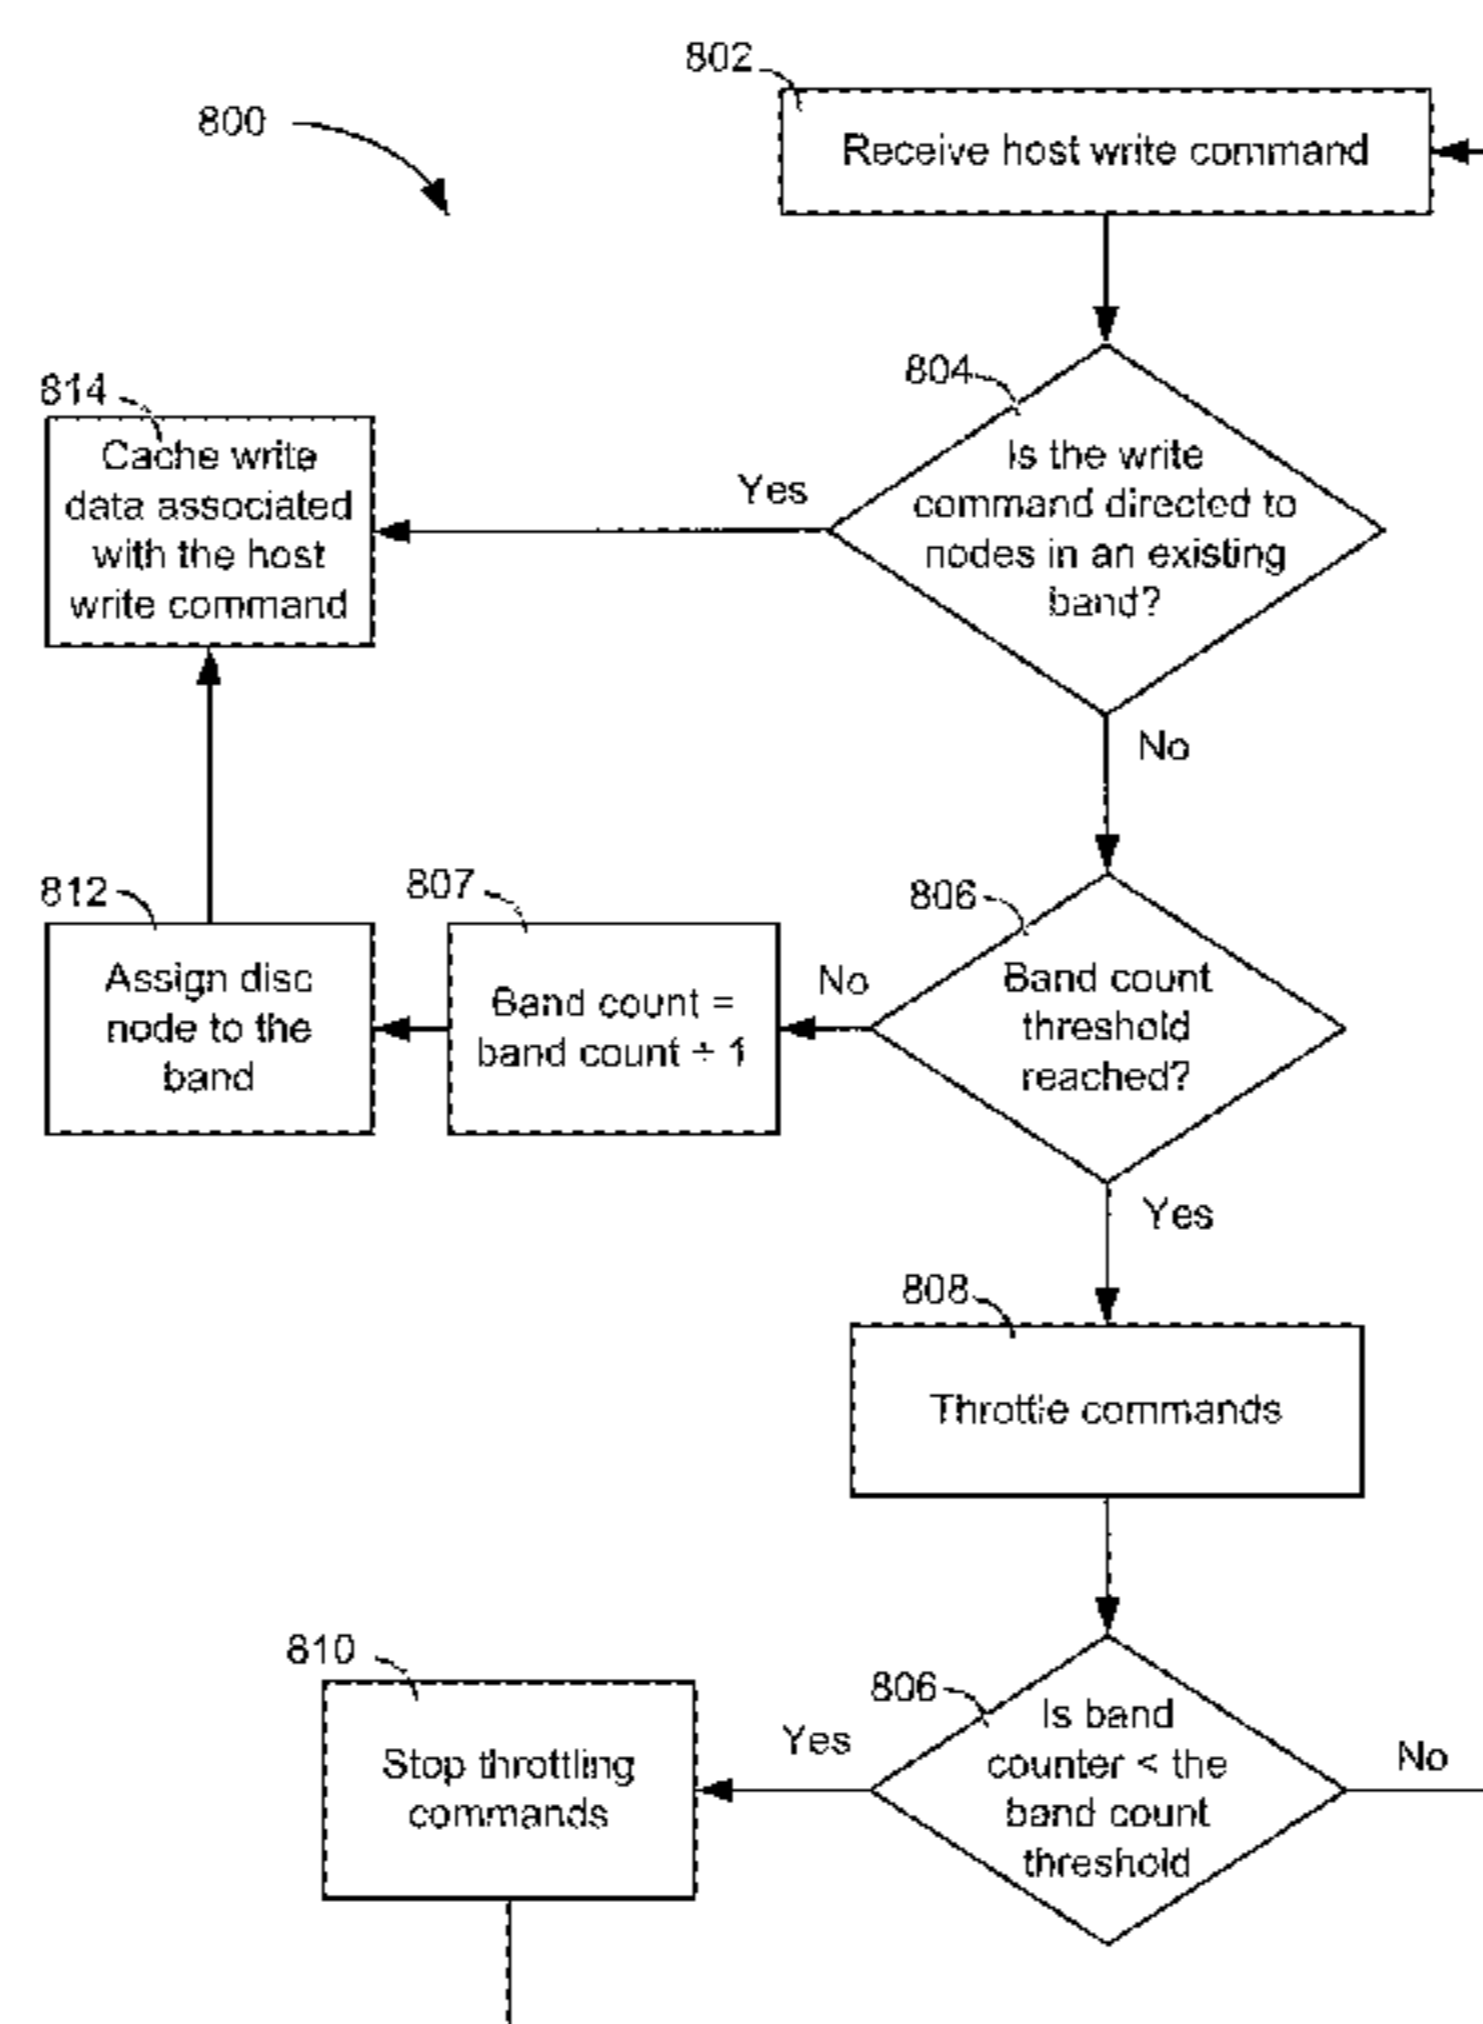 802
800
Receive host write command
804
814
Is the write
command directed to
nodes in an existing
band?
Yes
Cache write
data associated
with the host
write command
No
812
807
806
Band count
threshold
reached?
No
Band count =
band count + 1
Assign disc
node to the
band
Yes
808
Throttle commands
810
806
Is band
counter < the
band count
threshold
Yes
No
Stop throttling
commands